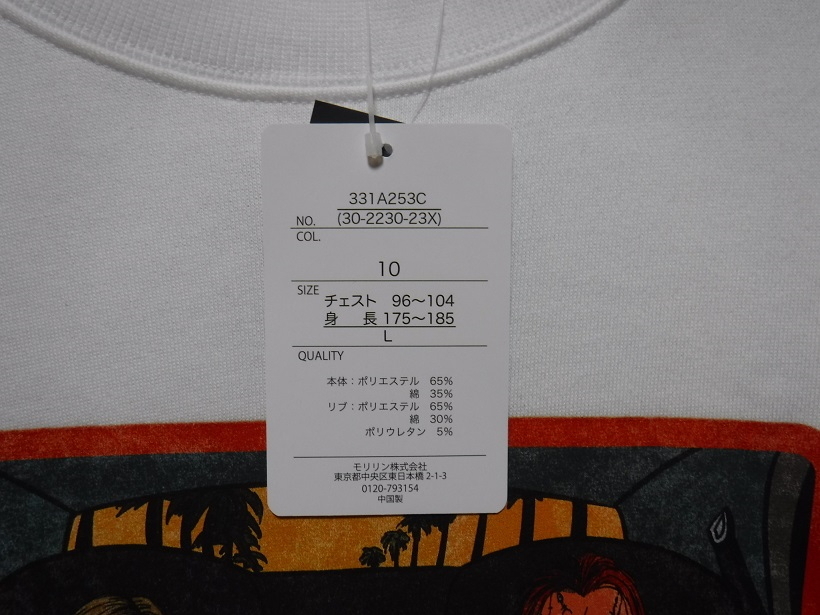 331A253C
NO. (30-2230-23X)
COL.
10
SIZE
チェスト 96～104
身 長 175～185
L
QUALITY
本体：ポリエステル 65%
綿 35%
リブ：ポリエステル 65%
綿 30%
ポリウレタン 5%
モリリン株式会社
東京都中央区東日本橋 2-1-3
0120-793154
中国製